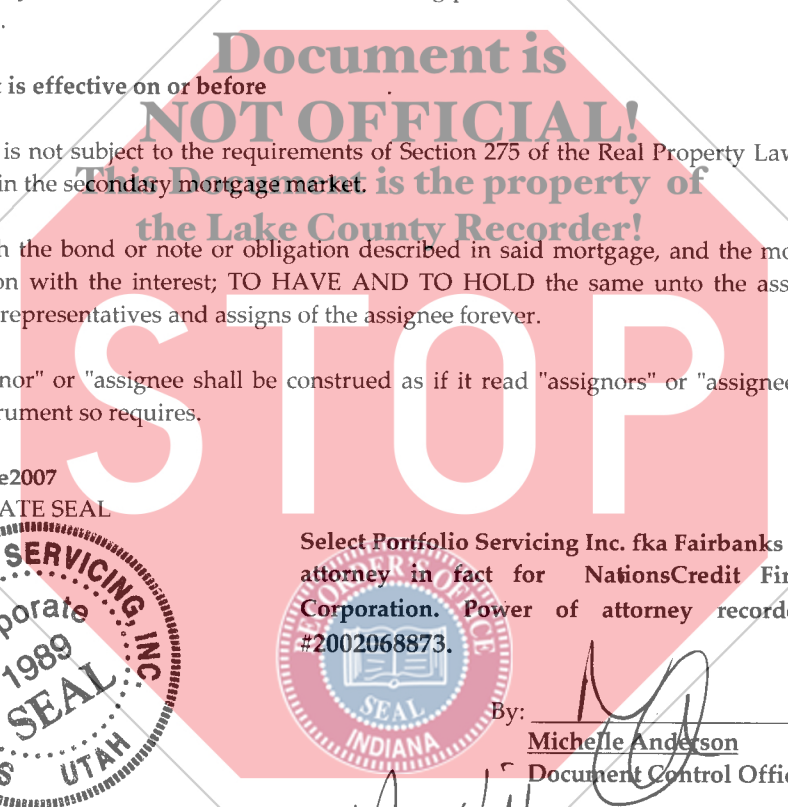 Document is
is effective on or before
NOT OFFICIAL!
is not subject to the requirements of Section 275 of the Real Property Law
This Document is the property of
in the secondary mortgage market.
the Lake County Recorder!
the bond or note or obligation described in said mortgage, and the
with the interest; TO HAVE AND TO HOLD the same unto the
representatives and assigns of the assignee forever.
nor" or "assignee shall be construed as if it read "assignors" or "assignee
rument so requires.
STOP
e2007
ATE SEAL
SERVICING, INC
porate
1989
SEAL
UTAH
Select Portfolio Servicing Inc. fka Fairbanks
attorney in fact for NationsCredit
Corporation. Power of attorney
#2002068873.
RECORDER'S OFFICE
SEAL
INDIANA
By:
Michelle Anderson
Document Control